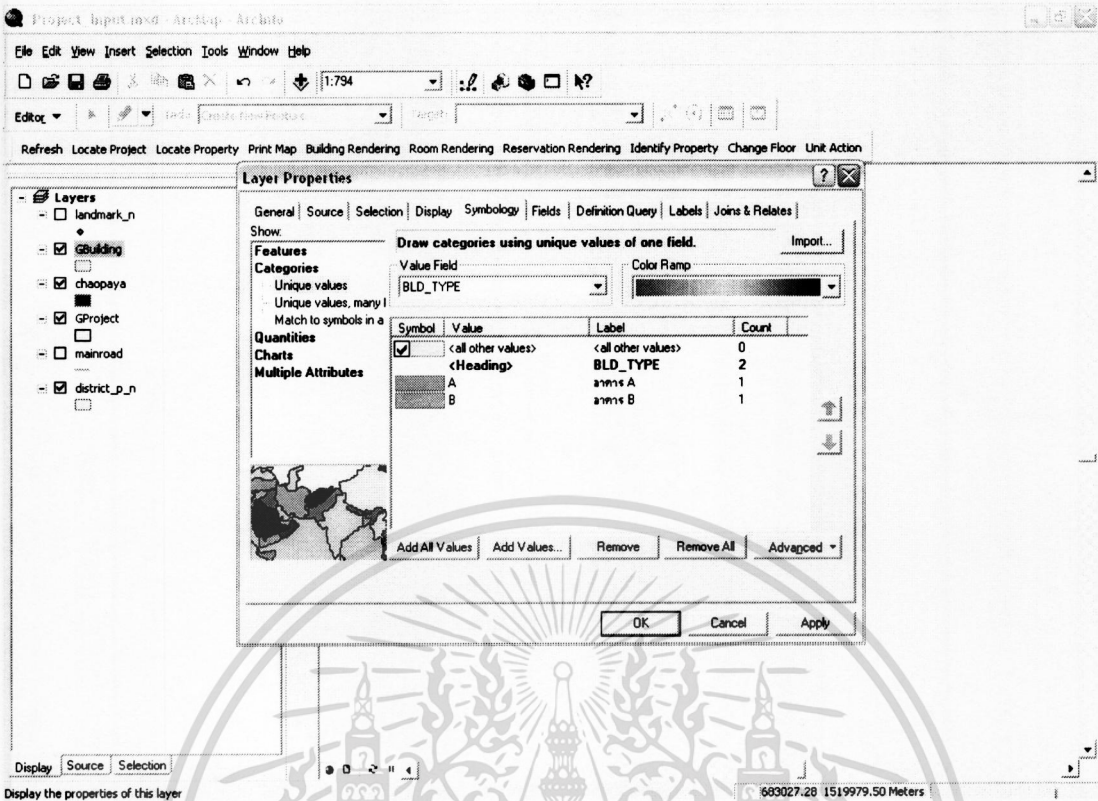 Project_Input.mxd - ArcMap - ArcInfo
File Edit View Insert Selection Tools Window Help
1:794
Editor Task: Create New Feature Target:
Refresh Locate Project Locate Property Print Map Building Rendering Room Rendering Reservation Rendering Identify Property Change Floor Unit Action
Layers
landmark_n
GBuilding
chaopaya
GProject
mainroad
district_p_n
Layer Properties
General Source Selection Display Symbology Fields Definition Query Labels Joins & Relates
Show:
Features
Categories
Unique values
Unique values, many f
Match to symbols in a
Quantities
Charts
Multiple Attributes
Draw categories using unique values of one field.
Import...
Value Field
BLD_TYPE
Color Ramp
Symbol Value Label Count
<all other values> <all other values> 0
<Heading> BLD_TYPE 2
A อาคาร A 1
B อาคาร B 1
Add All Values Add Values... Remove Remove All Advanced
OK Cancel Apply
Display Source Selection
Display the properties of this layer
683027.28 1519979.50 Meters